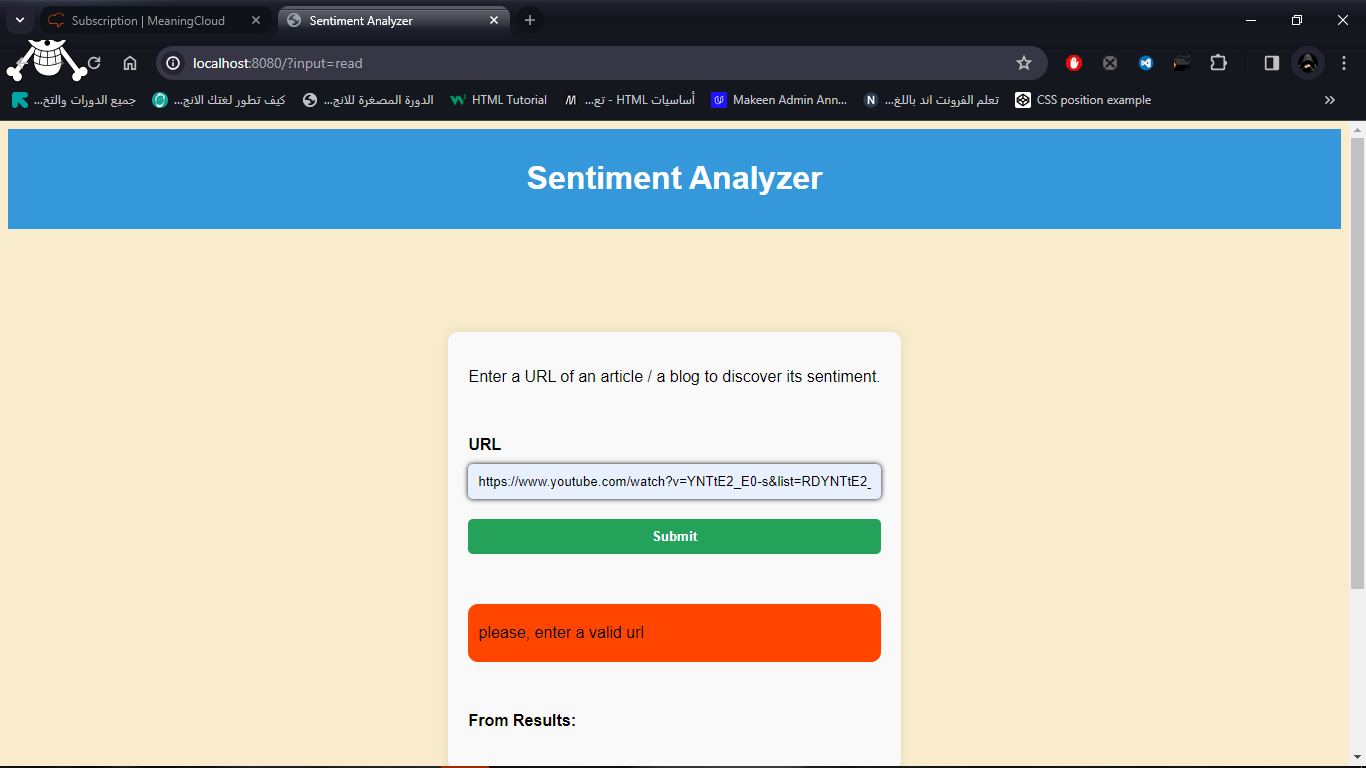 Subscription | MeaningCloud
Sentiment Analyzer
localhost:8080/?input=read
جميع الدورات والتخ...
كيف تطور لغتك الانج...
الدورة المصغرة للانج...
HTML Tutorial
أساسيات HTML - تع...
Makeen Admin Ann...
تعلم الفرونت اند باللغ...
CSS position example
Sentiment Analyzer
Enter a URL of an article / a blog to discover its sentiment.
URL
https://www.youtube.com/watch?v=YNTtE2_E0-s&list=RDYNTtE2_
Submit
please, enter a valid url
From Results: